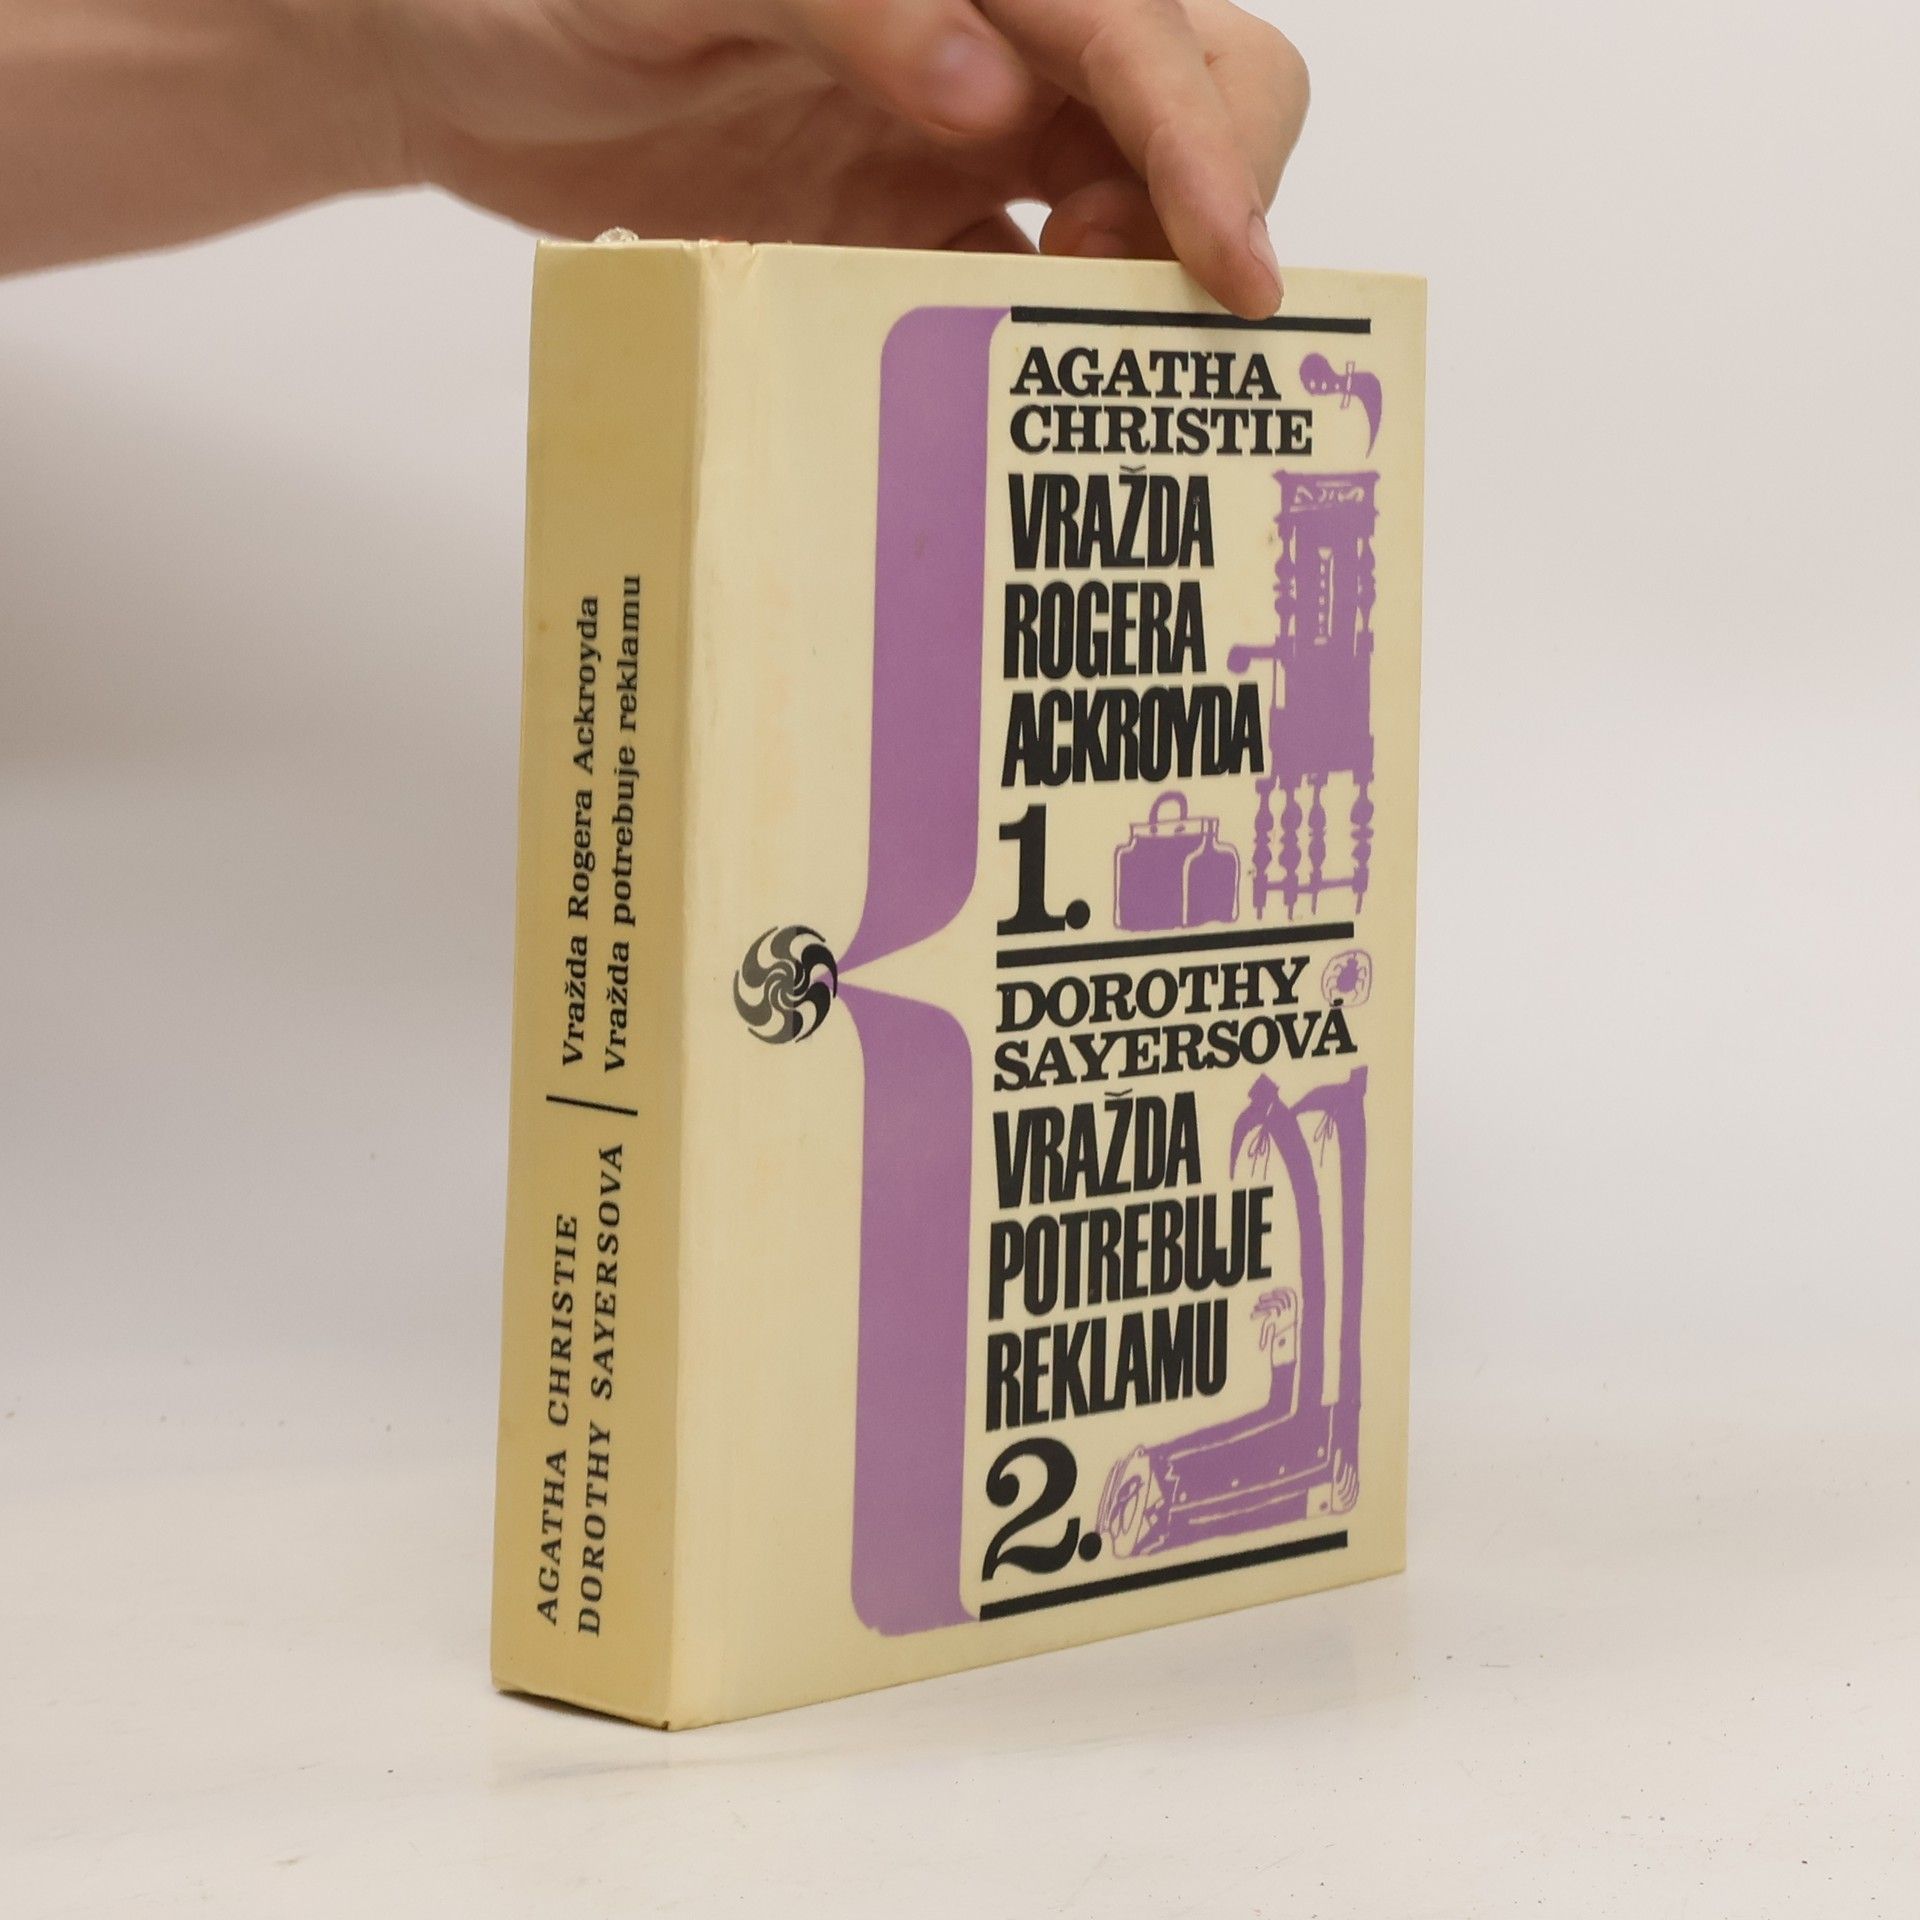 AGATHA CHRISTIE
DOROTHY SAYERSOVÁ
Vražda Rogera Ackroyda
Vražda potrebuje reklamu
AGATHA
CHRISTIE
VRAŽDA
ROGERA
ACKROYDA
1.
DOROTHY
SAYERSOVÁ
VRAŽDA
POTREBUJE
REKLAMU
2.